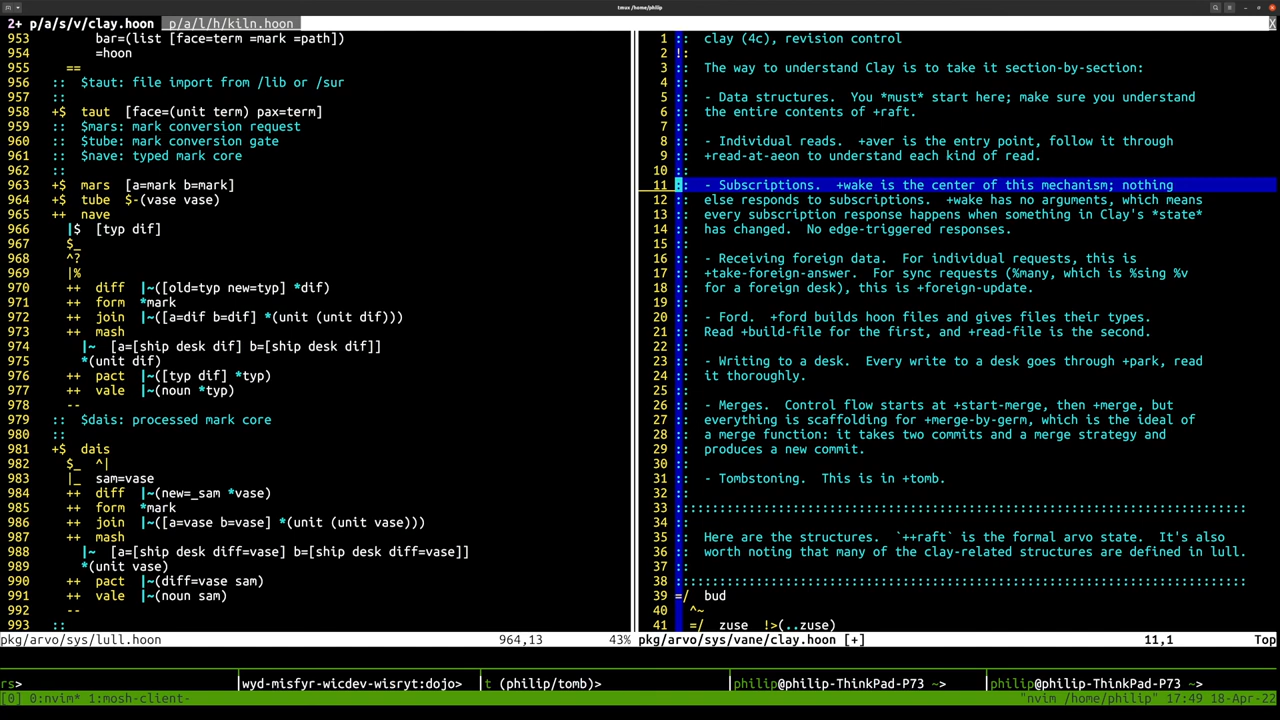 tmux /home/philip
2+ p/a/s/v/clay.hoon  p/a/l/h/kiln.hoon  X
953        bar=(list [face=term =mark =path])
954        =hoon
955    ==
956  ::  $taut: file import from /lib or /sur
957  ::
958  +$  taut  [face=(unit term) pax=term]
959  ::  $mars: mark conversion request
960  ::  $tube: mark conversion gate
961  ::  $nave: typed mark core
962  ::
963  +$  mars  [a=mark b=mark]
964  +$  tube  $-(vase vase)
965  ++  nave
966    |$  [typ dif]
967    $_
968    ^?
969    |%
970    ++  diff  |~([old=typ new=typ] *dif)
971    ++  form  *mark
972    ++  join  |~([a=dif b=dif] *(unit (unit dif)))
973    ++  mash
974      |~  [a=[ship desk dif] b=[ship desk dif]]
975      *(unit dif)
976    ++  pact  |~([typ dif] *typ)
977    ++  vale  |~(noun *typ)
978    --
979  ::  $dais: processed mark core
980  ::
981  +$  dais
982    $_  ^|
983    |_  sam=vase
984    ++  diff  |~(new=_sam *vase)
985    ++  form  *mark
986    ++  join  |~([a=vase b=vase] *(unit (unit vase)))
987    ++  mash
988      |~  [a=[ship desk diff=vase] b=[ship desk diff=vase]]
989      *(unit vase)
990    ++  pact  |~(diff=vase sam)
991    ++  vale  |~(noun sam)
992    --
993  ::
pkg/arvo/sys/lull.hoon  964,13  43%
1 ::  clay (4c), revision control
2 !:
3 ::  The way to understand Clay is to take it section-by-section:
4 ::
5 ::  - Data structures.  You *must* start here; make sure you understand
6 ::  the entire contents of +raft.
7 ::
8 ::  - Individual reads.  +aver is the entry point, follow it through
9 ::  +read-at-aeon to understand each kind of read.
10 ::
11 ::  - Subscriptions.  +wake is the center of this mechanism; nothing
12 ::  else responds to subscriptions.  +wake has no arguments, which means
13 ::  every subscription response happens when something in Clay's *state*
14 ::  has changed.  No edge-triggered responses.
15 ::
16 ::  - Receiving foreign data.  For individual requests, this is
17 ::  +take-foreign-answer.  For sync requests (%many, which is %sing %v
18 ::  for a foreign desk), this is +foreign-update.
19 ::
20 ::  - Ford.  +ford builds hoon files and gives files their types.
21 ::  Read +build-file for the first, and +read-file is the second.
22 ::
23 ::  - Writing to a desk.  Every write to a desk goes through +park, read
24 ::  it thoroughly.
25 ::
26 ::  - Merges.  Control flow starts at +start-merge, then +merge, but
27 ::  everything is scaffolding for +merge-by-germ, which is the ideal of
28 ::  a merge function: it takes two commits and a merge strategy and
29 ::  produces a new commit.
30 ::
31 ::  - Tombstoning.  This is in +tomb.
32 ::
33 ::::::::::::::::::::::::::::::::::::::::::::::::::::::::::::::::::::::::::::::
34 ::
35 ::  Here are the structures.  `++raft` is the formal arvo state.  It's also
36 ::  worth noting that many of the clay-related structures are defined in lull.
37 ::
38 ::::::::::::::::::::::::::::::::::::::::::::::::::::::::::::::::::::::::::::::
39 =/  bud
40   ^~
41   =/  zuse  !>(..zuse)
pkg/arvo/sys/vane/clay.hoon [+]  11,1  Top
rs>  |wyd-misfyr-wicdev-wisryt:dojo>  |t (philip/tomb)>  |philip@philip-ThinkPad-P73 ~>  |philip@philip-ThinkPad-P73 ~>
[0] 0:nvim* 1:mosh-client-  "nvim /home/philip" 17:49 18-Apr-22